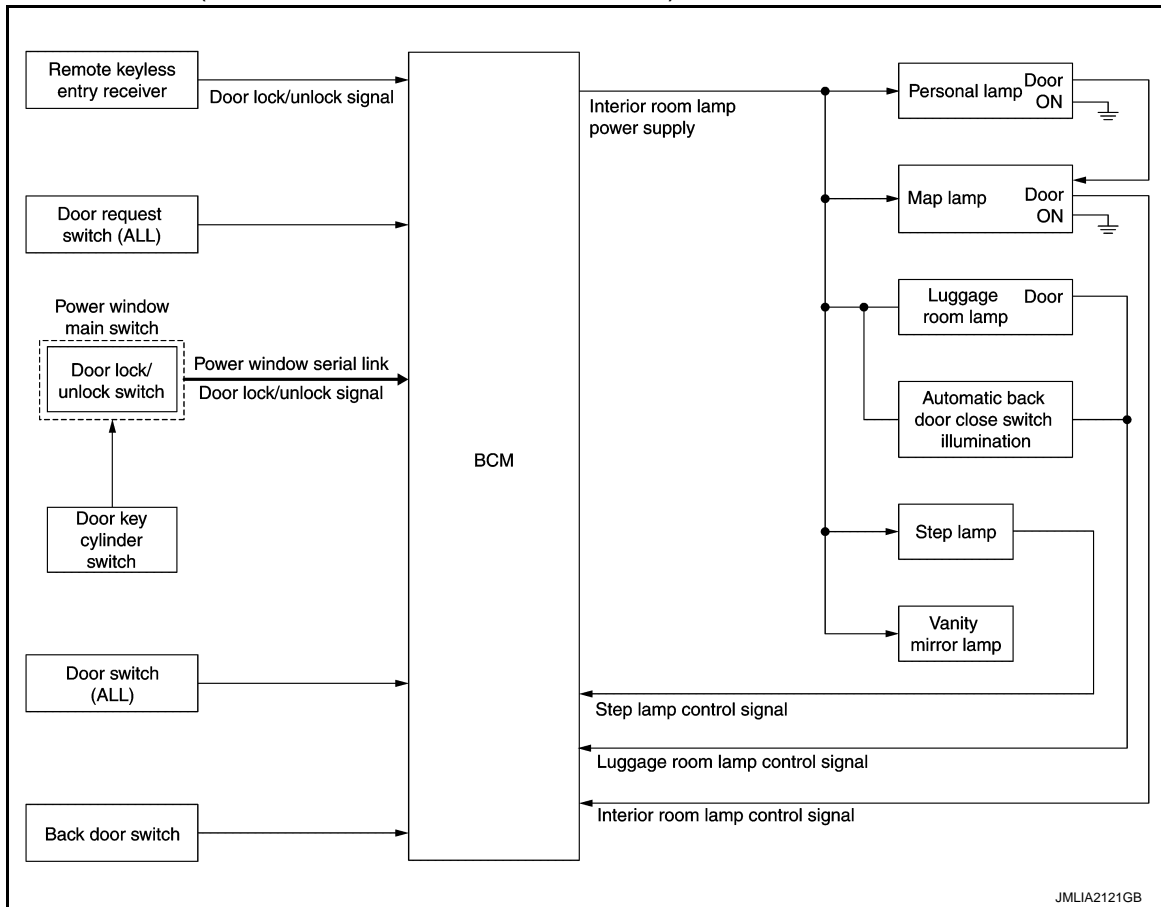 Remote keyless
entry receiver
Door lock/unlock signal
Door request
switch (ALL)
Power window
main switch
Door lock/
unlock switch
Power window serial link
Door lock/unlock signal
Door key
cylinder
switch
Door switch
(ALL)
Back door switch
BCM
Interior room lamp
power supply
Personal lamp
Door
ON
Map lamp
Door
ON
Luggage
room lamp
Door
Automatic back
door close switch
illumination
Step lamp
Vanity
mirror lamp
Step lamp control signal
Luggage room lamp control signal
Interior room lamp control signal
JMLIA2121GB